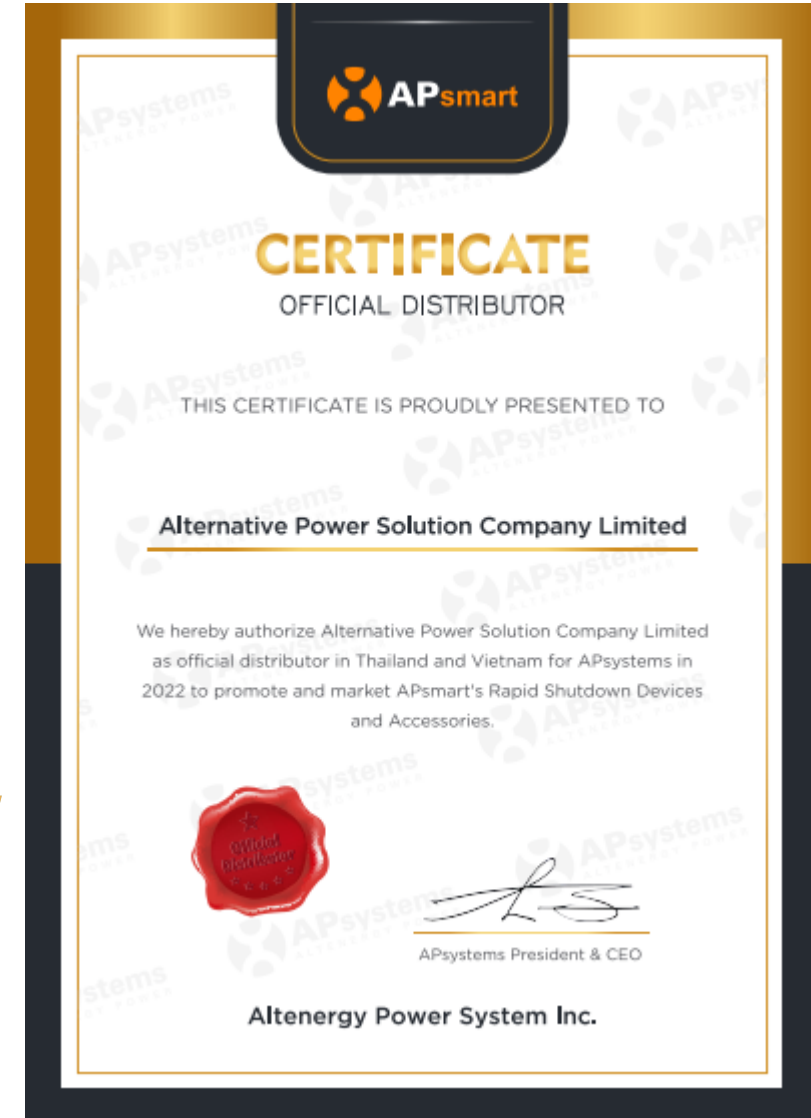 APsmart
CERTIFICATE
OFFICIAL DISTRIBUTOR
THIS CERTIFICATE IS PROUDLY PRESENTED TO
Alternative Power Solution Company Limited
We hereby authorize Alternative Power Solution Company Limited
as official distributor in Thailand and Vietnam for APsystems in
2022 to promote and market APsmart's Rapid Shutdown Devices
and Accessories.
Official
Distributor
APsystems President & CEO
Altenergy Power System Inc.